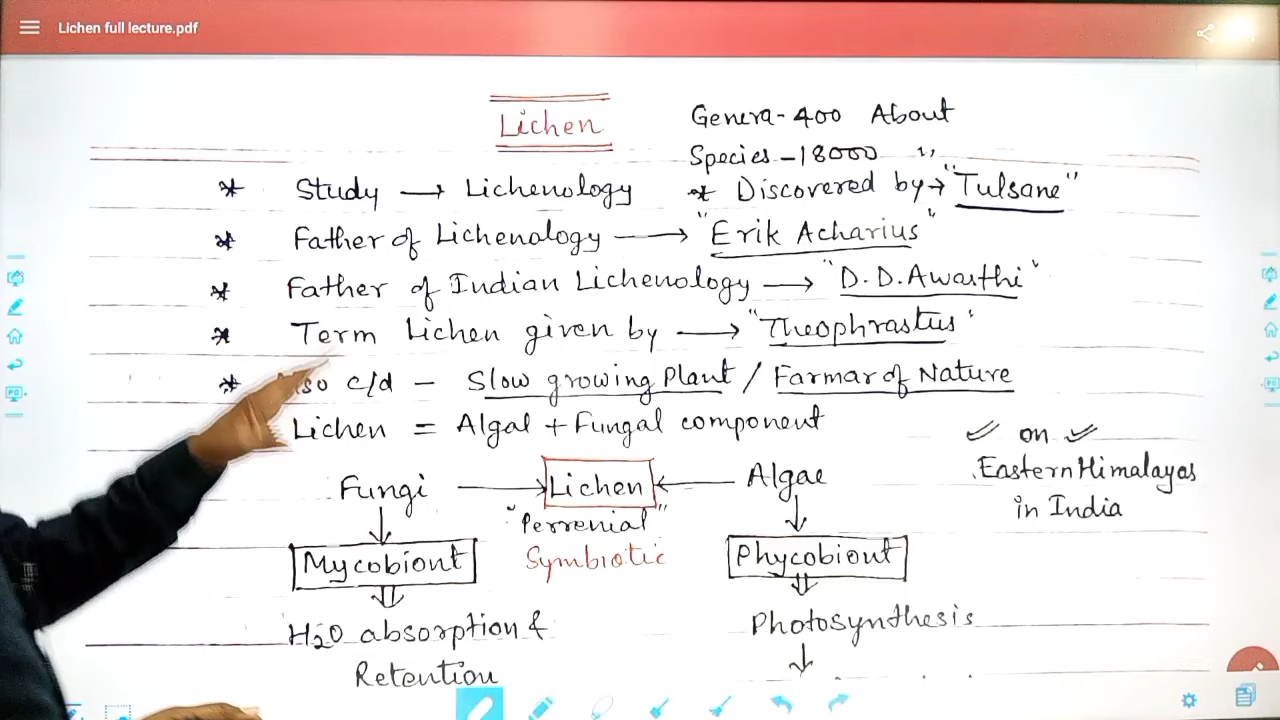 Lichen full lecture.pdf
Lichen
Genera-400 About
Species-18000 ,,
* Study → Lichenology * Discovered by→ "Tulsane"
* Father of Lichenology → "Erik Acharius"
* Father of Indian Lichenology → "D.D.Awasthi"
* Term Lichen given by → "Theophrastus"
* so c/d - Slow growing Plant / Farmar of Nature
Lichen = Algal + Fungal component
on
Eastern Himalayas
in India
Fungi → Lichen ← Algae
"Perrenial"
Symbiotic
Mycobiont Phycobiont
H2O absorption &
Retention
Photosynthesis